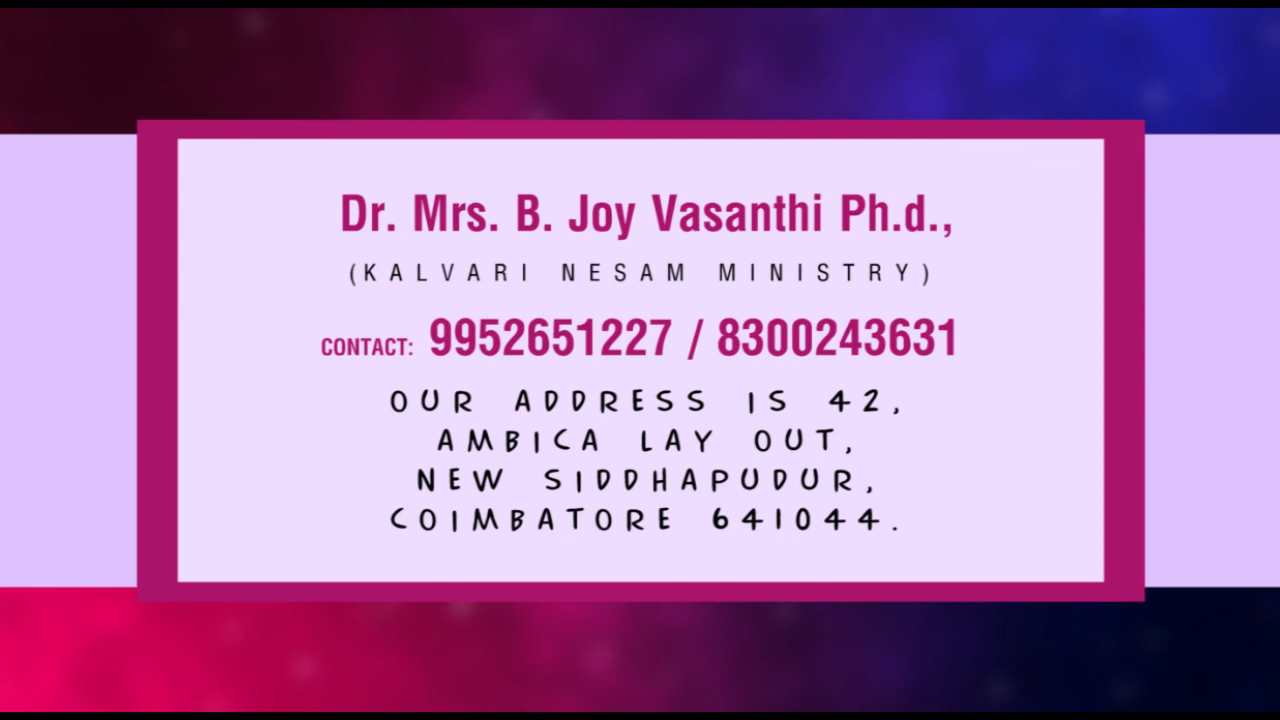 Dr. Mrs. B. Joy Vasanthi Ph.d.,
(KALVARI NESAM MINISTRY)
CONTACT: 9952651227 / 8300243631
OUR ADDRESS IS 42,
AMBICA LAY OUT,
NEW SIDDHAPUDUR,
COIMBATORE 641044.